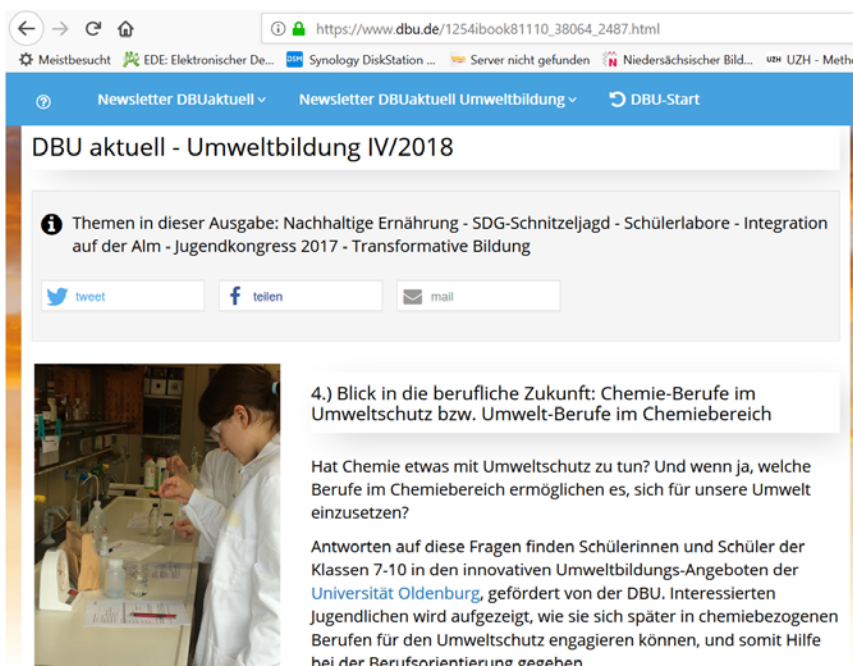 https://www.dbu.de/1254ibook81110_38064_2487.html
Meistbesucht EDE: Elektronischer De... DSM Synology DiskStation ... Server nicht gefunden Niedersächsischer Bild... UZH UZH - Meth
Newsletter DBUaktuell Newsletter DBUaktuell Umweltbildung DBU-Start
DBU aktuell - Umweltbildung IV/2018
Themen in dieser Ausgabe: Nachhaltige Ernährung - SDG-Schnitzeljagd - Schülerlabore - Integration
auf der Alm - Jugendkongress 2017 - Transformative Bildung
tweet teilen mail
4.) Blick in die berufliche Zukunft: Chemie-Berufe im
Umweltschutz bzw. Umwelt-Berufe im Chemiebereich
Hat Chemie etwas mit Umweltschutz zu tun? Und wenn ja, welche
Berufe im Chemiebereich ermöglichen es, sich für unsere Umwelt
einzusetzen?
Antworten auf diese Fragen finden Schülerinnen und Schüler der
Klassen 7-10 in den innovativen Umweltbildungs-Angeboten der
Universität Oldenburg, gefördert von der DBU. Interessierten
Jugendlichen wird aufgezeigt, wie sie sich später in chemiebezogenen
Berufen für den Umweltschutz engagieren können, und somit Hilfe
bei der Berufsorientierung gegeben